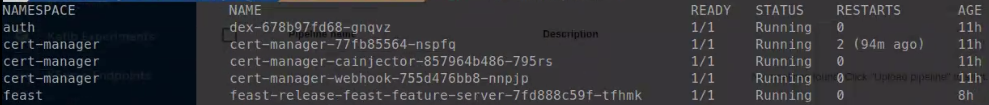 NAMESPACE NAME READY STATUS RESTARTS AGE
auth dex-678b97fd68-gnqvz 1/1 Running 0 11h
cert-manager cert-manager-77fb85564-nspfq 1/1 Running 2 (94m ago) 11h
cert-manager cert-manager-cainjector-857964b486-795rs 1/1 Running 0 11h
cert-manager cert-manager-webhook-755d476bb8-nnpjp 1/1 Running 0 11h
feast feast-release-feast-feature-server-7fd888c59f-tfhmk 1/1 Running 0 8h
Pipeline name Description